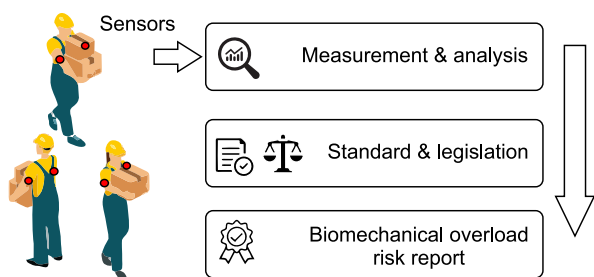 Sensors
Measurement & analysis
Standard & legislation
Biomechanical overload
risk report